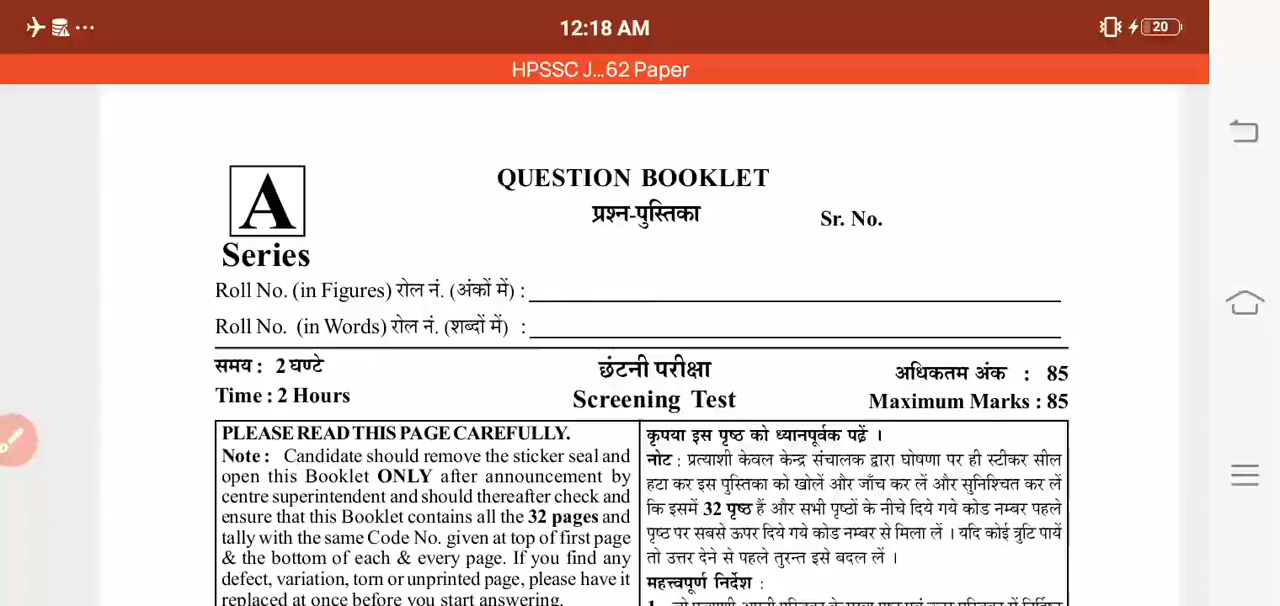 12:18 AM
20
HPSSC J...62 Paper
A
Series
QUESTION BOOKLET
प्रश्न-पुस्तिका
Sr. No.
Roll No. (in Figures) रोल नं. (अंकों में) :
Roll No. (in Words) रोल नं. (शब्दों में) :
समय : 2 घण्टे
छंटनी परीक्षा
अधिकतम अंक : 85
Time : 2 Hours
Screening Test
Maximum Marks : 85
PLEASE READ THIS PAGE CAREFULLY.
Note : Candidate should remove the sticker seal and
open this Booklet ONLY after announcement by
centre superintendent and should thereafter check and
ensure that this Booklet contains all the 32 pages and
tally with the same Code No. given at top of first page
& the bottom of each & every page. If you find any
defect, variation, torn or unprinted page, please have it
replaced at once before you start answering.
कृपया इस पृष्ठ को ध्यानपूर्वक पढ़ें ।
नोट : प्रत्याशी केवल केन्द्र संचालक द्वारा घोषणा पर ही स्टीकर सील
हटा कर इस पुस्तिका को खोलें और जाँच कर लें और सुनिश्चित कर लें
कि इसमें 32 पृष्ठ हैं और सभी पृष्ठों के नीचे दिये गये कोड नम्बर पहले
पृष्ठ पर सबसे ऊपर दिये गये कोड नम्बर से मिला लें । यदि कोई त्रुटि पायें
तो उत्तर देने से पहले तुरन्त इसे बदल लें ।
महत्त्वपूर्ण निर्देश :